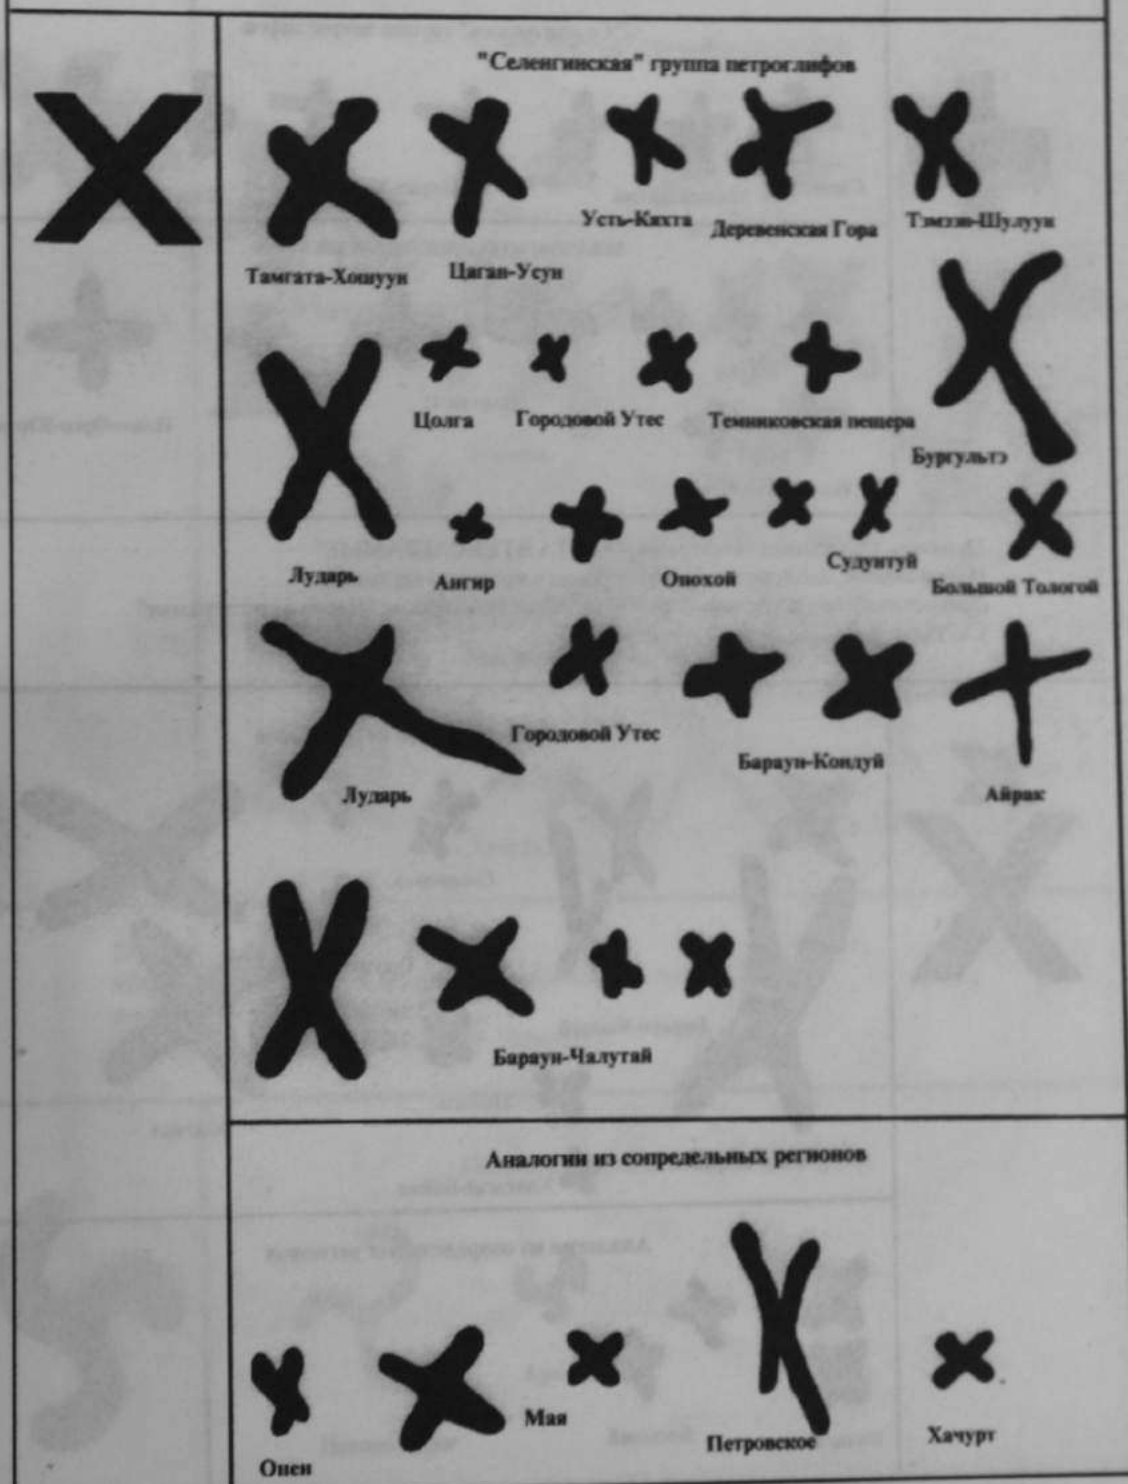 "Селенгинская" группа петроглифов
Усть-Кяхта
Деревенская Гора
Тэмээн-Шулуун
Тамгата-Хошуун
Цаган-Усун
Цолга
Городовой Утес
Темниковская пещера
Бургультэ
Лударь
Ангир
Онохой
Судунтуй
Большой Тологой
Лударь
Городовой Утес
Бараун-Кондуй
Айрак
Бараун-Чалутай
Аналогии из сопредельных регионов
Онен
Мая
Петровское
Хачурт